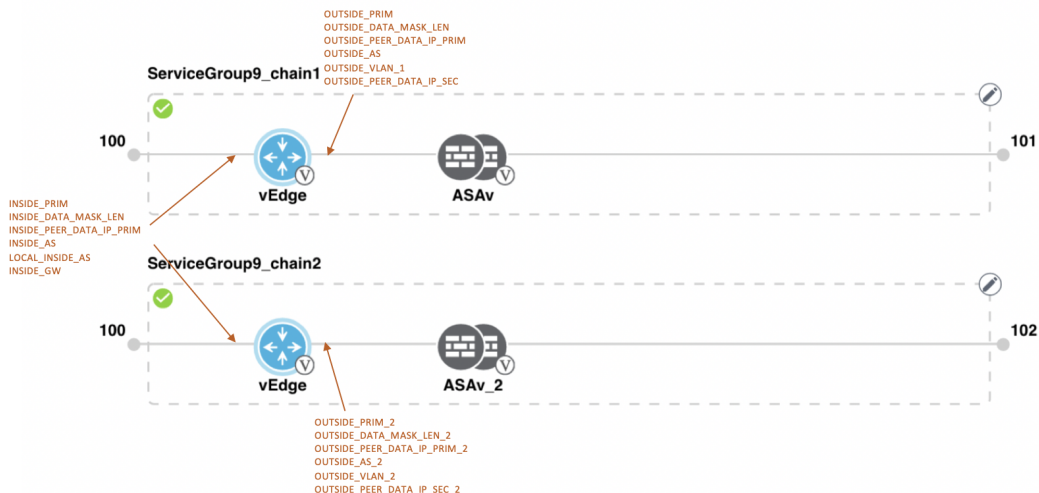 OUTSIDE_PRIM
OUTSIDE_DATA_MASK_LEN
OUTSIDE_PEER_DATA_IP_PRIM
OUTSIDE_AS
OUTSIDE_VLAN_1
OUTSIDE_PEER_DATA_IP_SEC
ServiceGroup9_chain1
100
101
V
V
vEdge
ASAv
INSIDE_PRIM
INSIDE_DATA_MASK_LEN
INSIDE_PEER_DATA_IP_PRIM
INSIDE_AS
LOCAL_INSIDE_AS
INSIDE_GW
ServiceGroup9_chain2
100
102
V
V
vEdge
ASAv_2
OUTSIDE_PRIM_2
OUTSIDE_DATA_MASK_LEN_2
OUTSIDE_PEER_DATA_IP_PRIM_2
OUTSIDE_AS_2
OUTSIDE_VLAN_2
OUTSIDE_PEER_DATA_IP_SEC_2